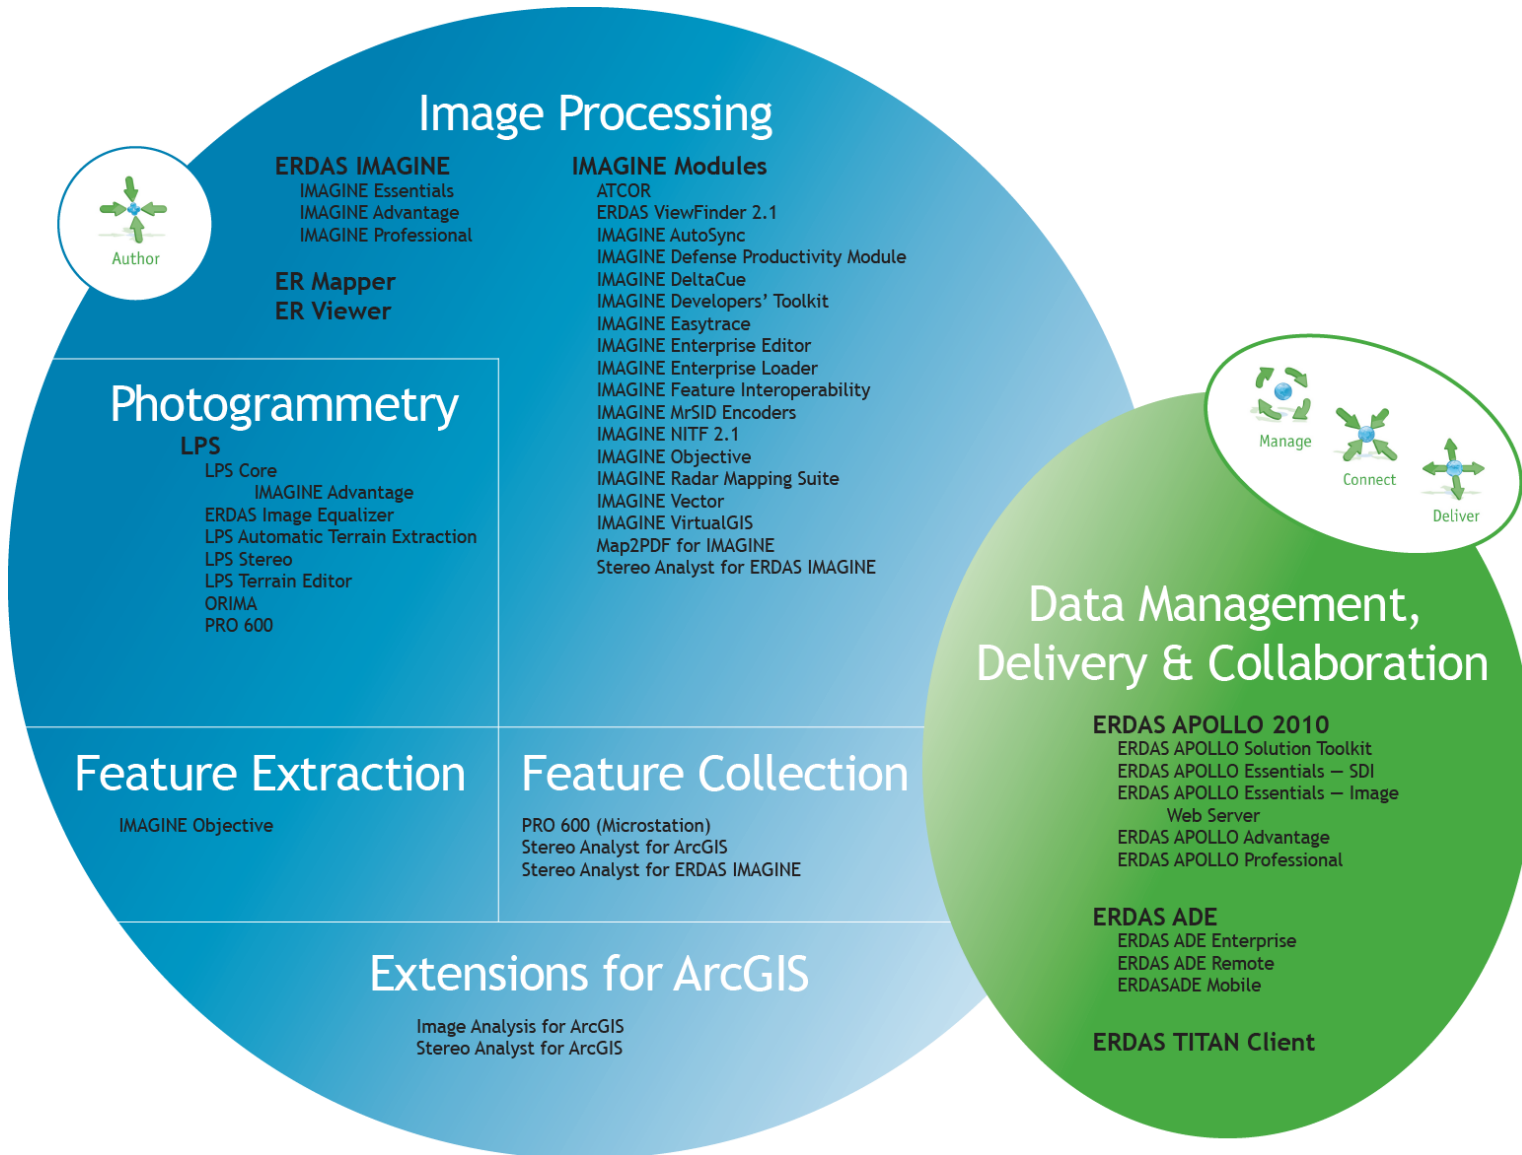 Image Processing
ERDAS IMAGINE
IMAGINE Essentials
IMAGINE Advantage
IMAGINE Professional
ER Mapper
ER Viewer
IMAGINE Modules
ATCOR
ERDAS ViewFinder 2.1
IMAGINE AutoSync
IMAGINE Defense Productivity Module
IMAGINE DeltaCue
IMAGINE Developers’ Toolkit
IMAGINE Easytrace
IMAGINE Enterprise Editor
IMAGINE Enterprise Loader
IMAGINE Feature Interoperability
IMAGINE MrSID Encoders
IMAGINE NITF 2.1
IMAGINE Objective
IMAGINE Radar Mapping Suite
IMAGINE Vector
IMAGINE VirtualGIS
Map2PDF for IMAGINE
Stereo Analyst for ERDAS IMAGINE
Author
Photogrammetry
LPS
LPS Core
IMAGINE Advantage
ERDAS Image Equalizer
LPS Automatic Terrain Extraction
LPS Stereo
LPS Terrain Editor
ORIMA
PRO 600
Feature Extraction
IMAGINE Objective
Feature Collection
PRO 600 (Microstation)
Stereo Analyst for ArcGIS
Stereo Analyst for ERDAS IMAGINE
Extensions for ArcGIS
Image Analysis for ArcGIS
Stereo Analyst for ArcGIS
Manage
Connect
Deliver
Data Management,
Delivery & Collaboration
ERDAS APOLLO 2010
ERDAS APOLLO Solution Toolkit
ERDAS APOLLO Essentials — SDI
ERDAS APOLLO Essentials — Image
Web Server
ERDAS APOLLO Advantage
ERDAS APOLLO Professional
ERDAS ADE
ERDAS ADE Enterprise
ERDAS ADE Remote
ERDASADE Mobile
ERDAS TITAN Client